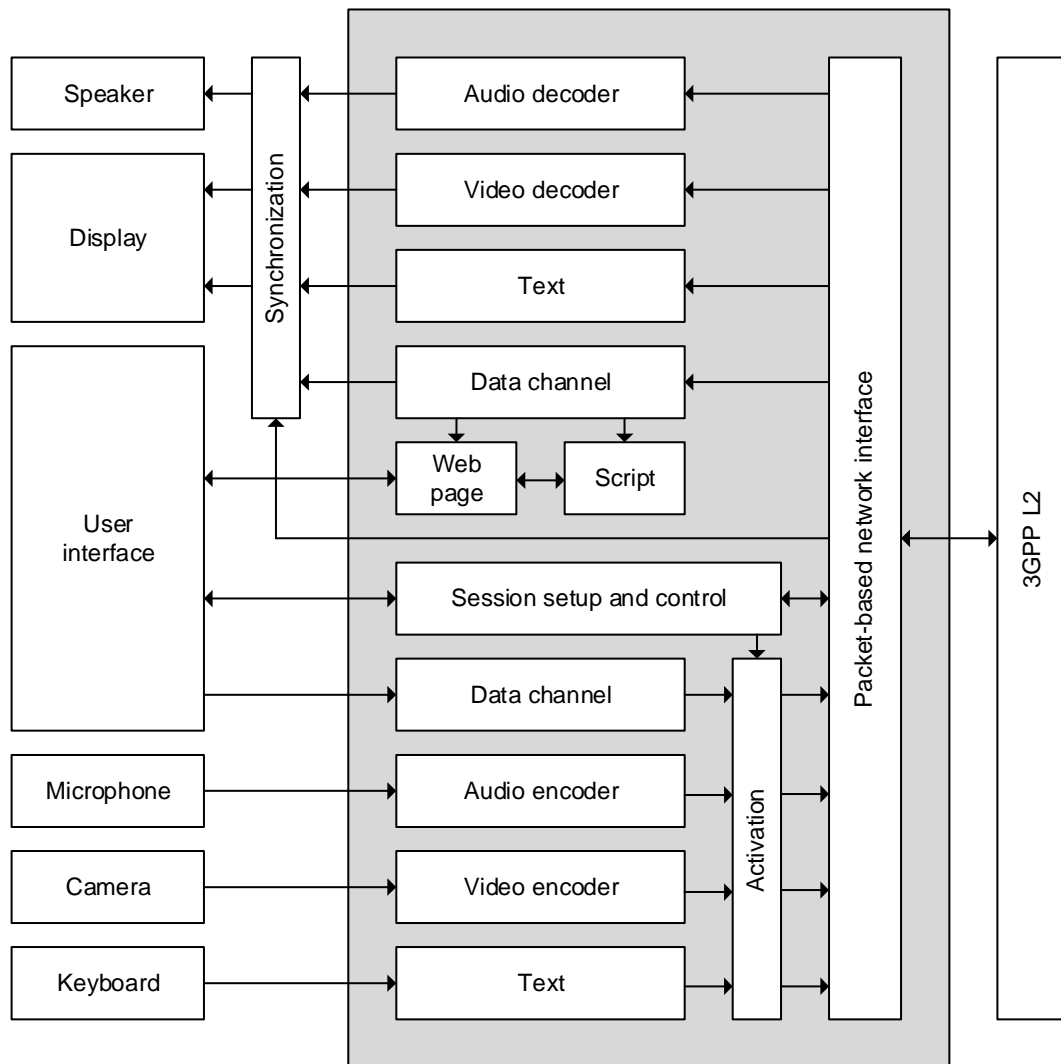 Speaker
Audio decoder
Video decoder
Display
Synchronization
Text
Data channel
Web
page
Script
User
interface
Packet-based network interface
3GPP L2
Session setup and control
Data channel
Microphone
Audio encoder
Activation
Camera
Video encoder
Keyboard
Text